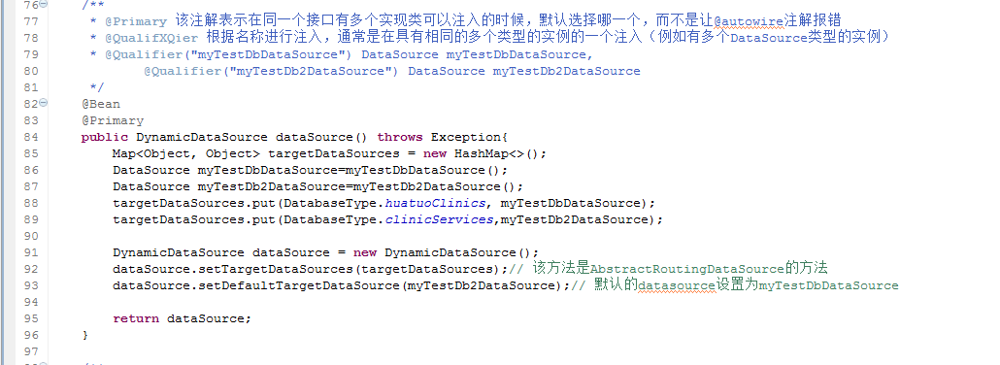 76 /**
77 * @Primary 该注解表示在同一个接口有多个实现类可以注入的时候，默认选择哪一个，而不是让@autowire注解报错
78 * @QualifXQier 根据名称进行注入，通常是在具有相同的多个类型的实例的一个注入（例如有多个DataSource类型的实例）
79 * @Qualifier("myTestDbDataSource") DataSource myTestDbDataSource,
80 @Qualifier("myTestDb2DataSource") DataSource myTestDb2DataSource
81 */
82 @Bean
83 @Primary
84 public DynamicDataSource dataSource() throws Exception{
85 Map<Object, Object> targetDataSources = new HashMap<>();
86 DataSource myTestDbDataSource=myTestDbDataSource();
87 DataSource myTestDb2DataSource=myTestDb2DataSource();
88 targetDataSources.put(DatabaseType.huatuoClinics, myTestDbDataSource);
89 targetDataSources.put(DatabaseType.clinicServices,myTestDb2DataSource);
90
91 DynamicDataSource dataSource = new DynamicDataSource();
92 dataSource.setTargetDataSources(targetDataSources);// 该方法是AbstractRoutingDataSource的方法
93 dataSource.setDefaultTargetDataSource(myTestDb2DataSource);// 默认的datasource设置为myTestDbDataSource
94
95 return dataSource;
96 }
97